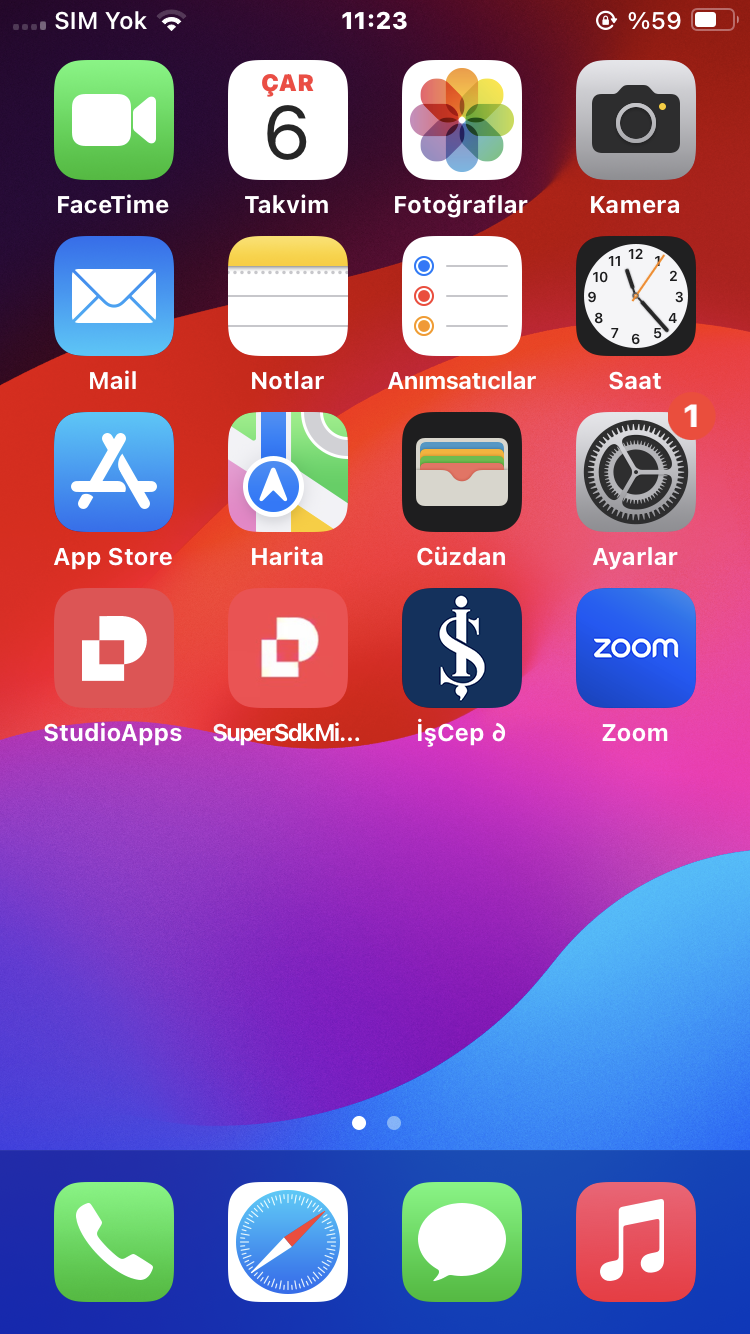 SIM Yok 11:23 %59
ÇAR
6
FaceTime Takvim Fotoğraflar Kamera
12
11 1
10 2
9 3
8 4
7 5
6
Mail Notlar Anımsatıcılar Saat
1
App Store Harita Cüzdan Ayarlar
zoom
StudioApps SuperSdkMi... İşCep ∂ Zoom